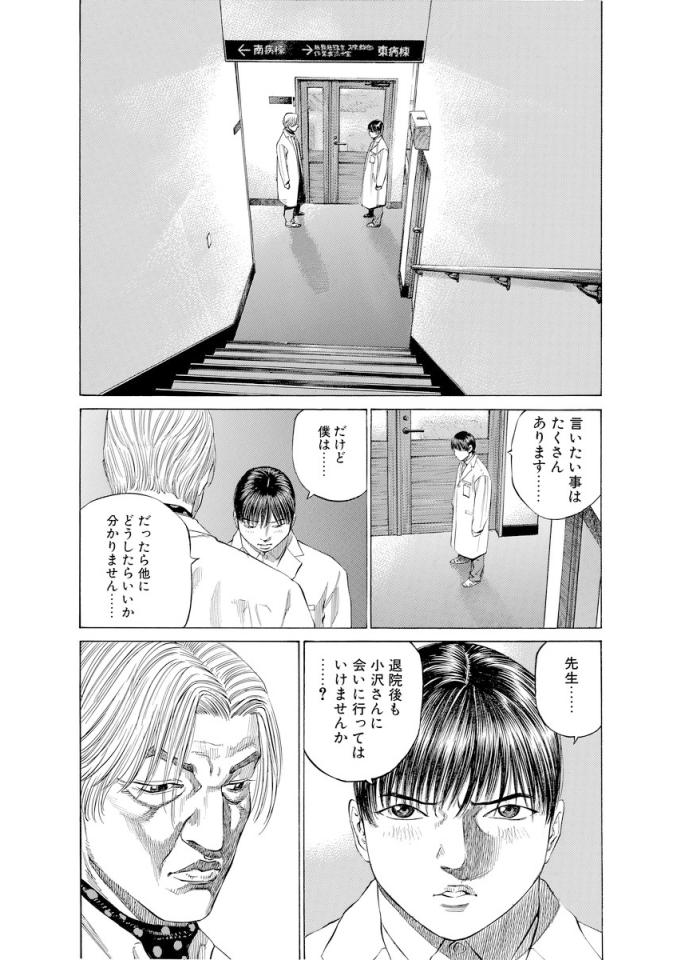 ←南病棟
→
東病棟
言いたい事は
たくさん
あります……
だけど
僕は……
だったら他に
どうしたらいいか
分かりません……
先生……
退院後も
小沢さんに
会いに行っては
いけませんか
……?